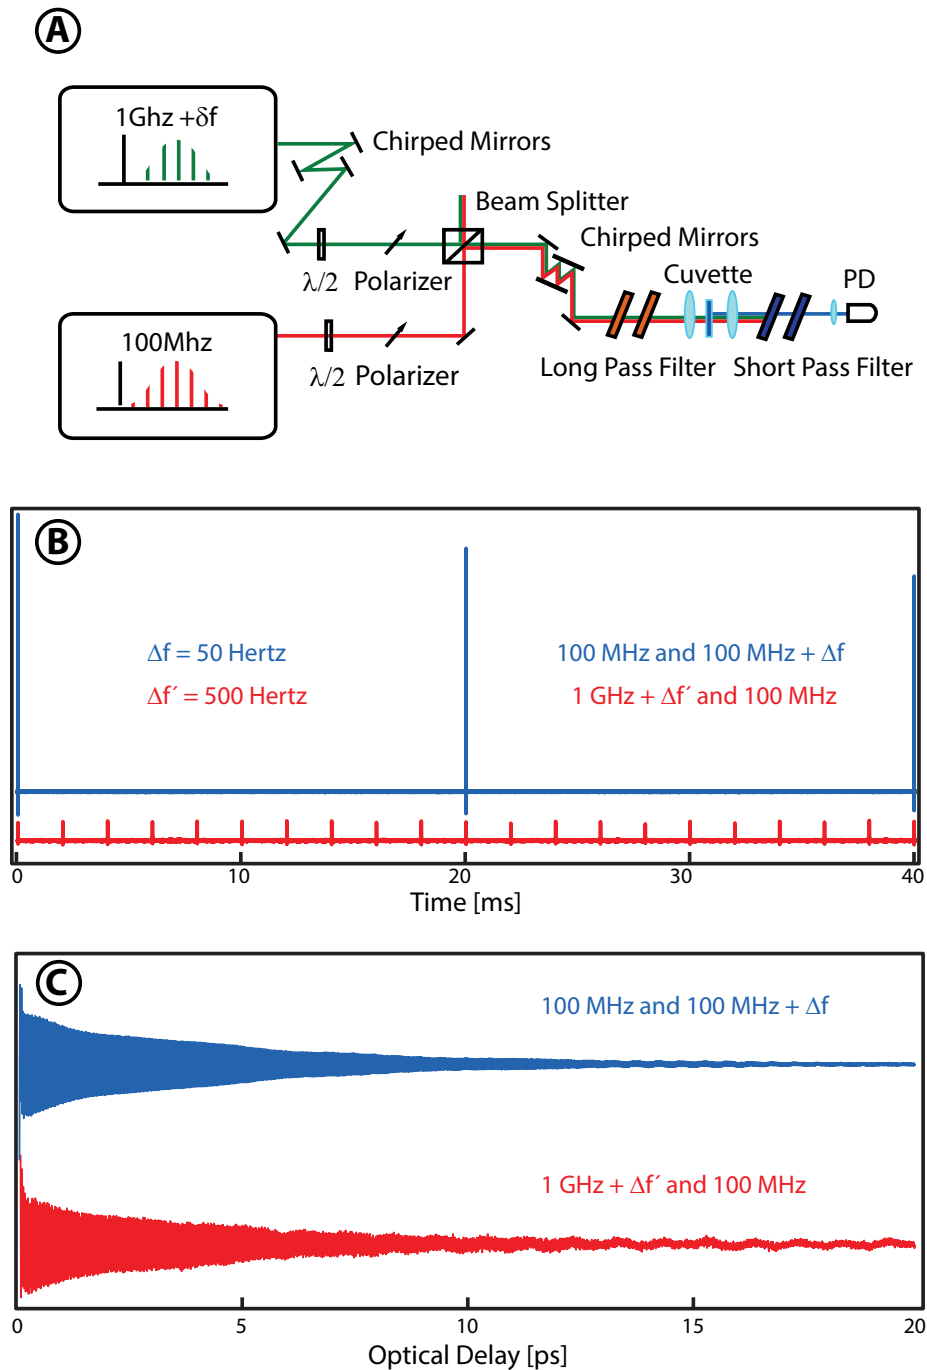 A
1Ghz +δf
Chirped Mirrors
Beam Splitter
Chirped Mirrors
λ/2 Polarizer
Cuvette
PD
100Mhz
λ/2 Polarizer
Long Pass Filter
Short Pass Filter
B
Δf = 50 Hertz
100 MHz and 100 MHz + Δf
Δf´ = 500 Hertz
1 GHz + Δf´ and 100 MHz
0 10 20 30 40
Time [ms]
C
100 MHz and 100 MHz + Δf
1 GHz + Δf´ and 100 MHz
0 5 10 15 20
Optical Delay [ps]